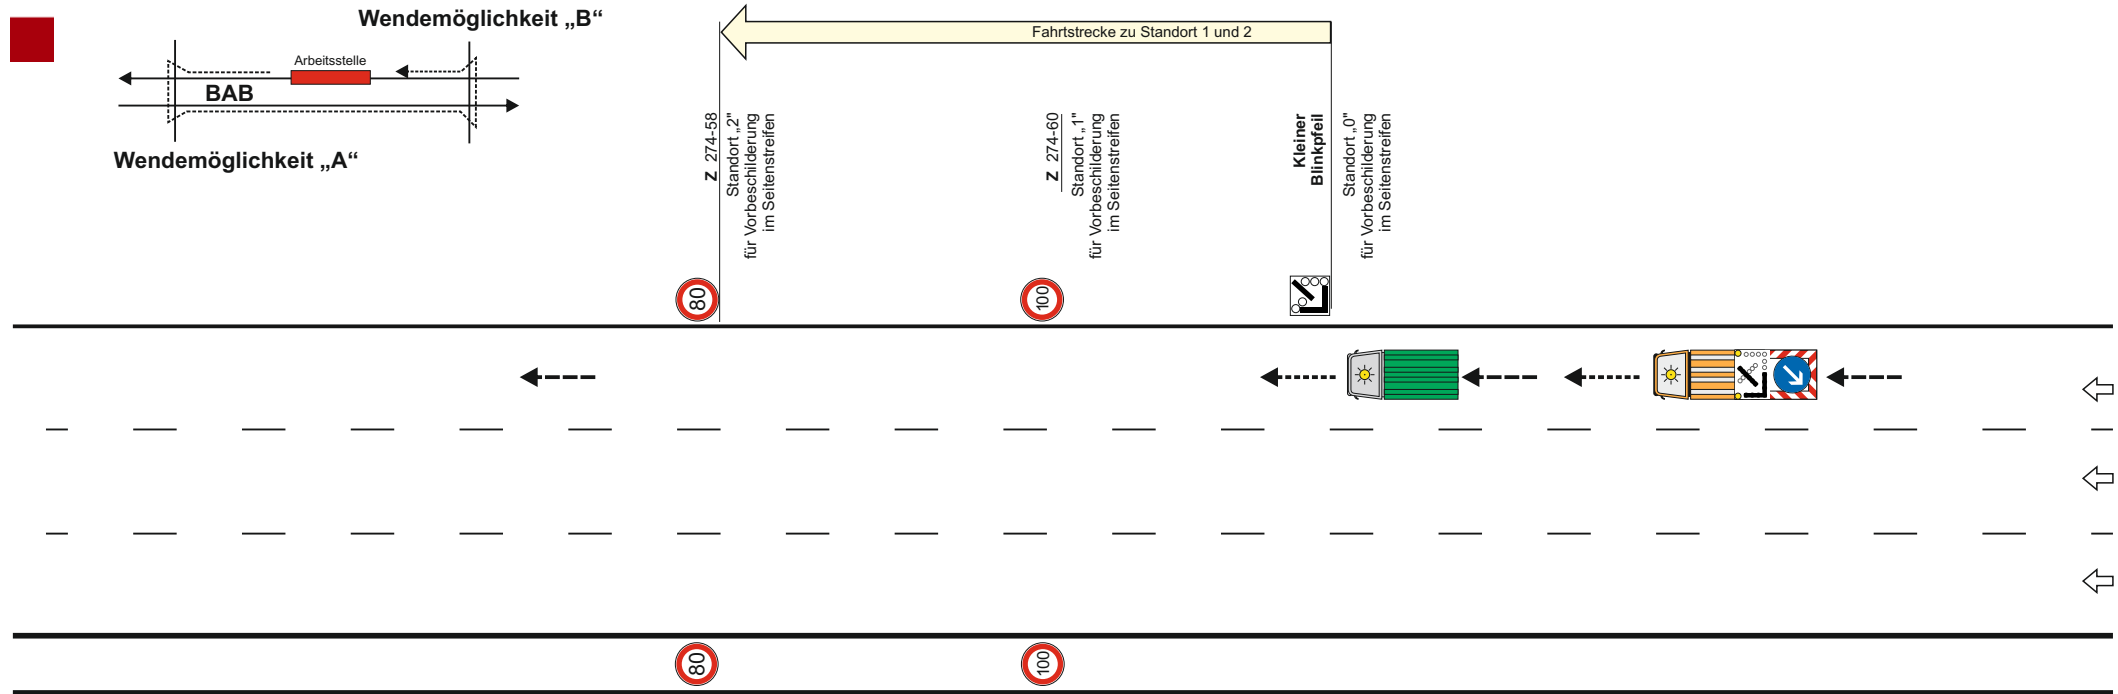 Wendemöglichkeit „B“
Arbeitsstelle
BAB
Wendemöglichkeit „A“
Fahrtstrecke zu Standort 1 und 2
Z 274-58
Standort „2"
für Vorbeschilderung
im Seitenstreifen
Z 274-60
Standort „1"
für Vorbeschilderung
im Seitenstreifen
Kleiner
Blinkpfeil
Standort „0"
für Vorbeschilderung
im Seitenstreifen
80
100
80
100